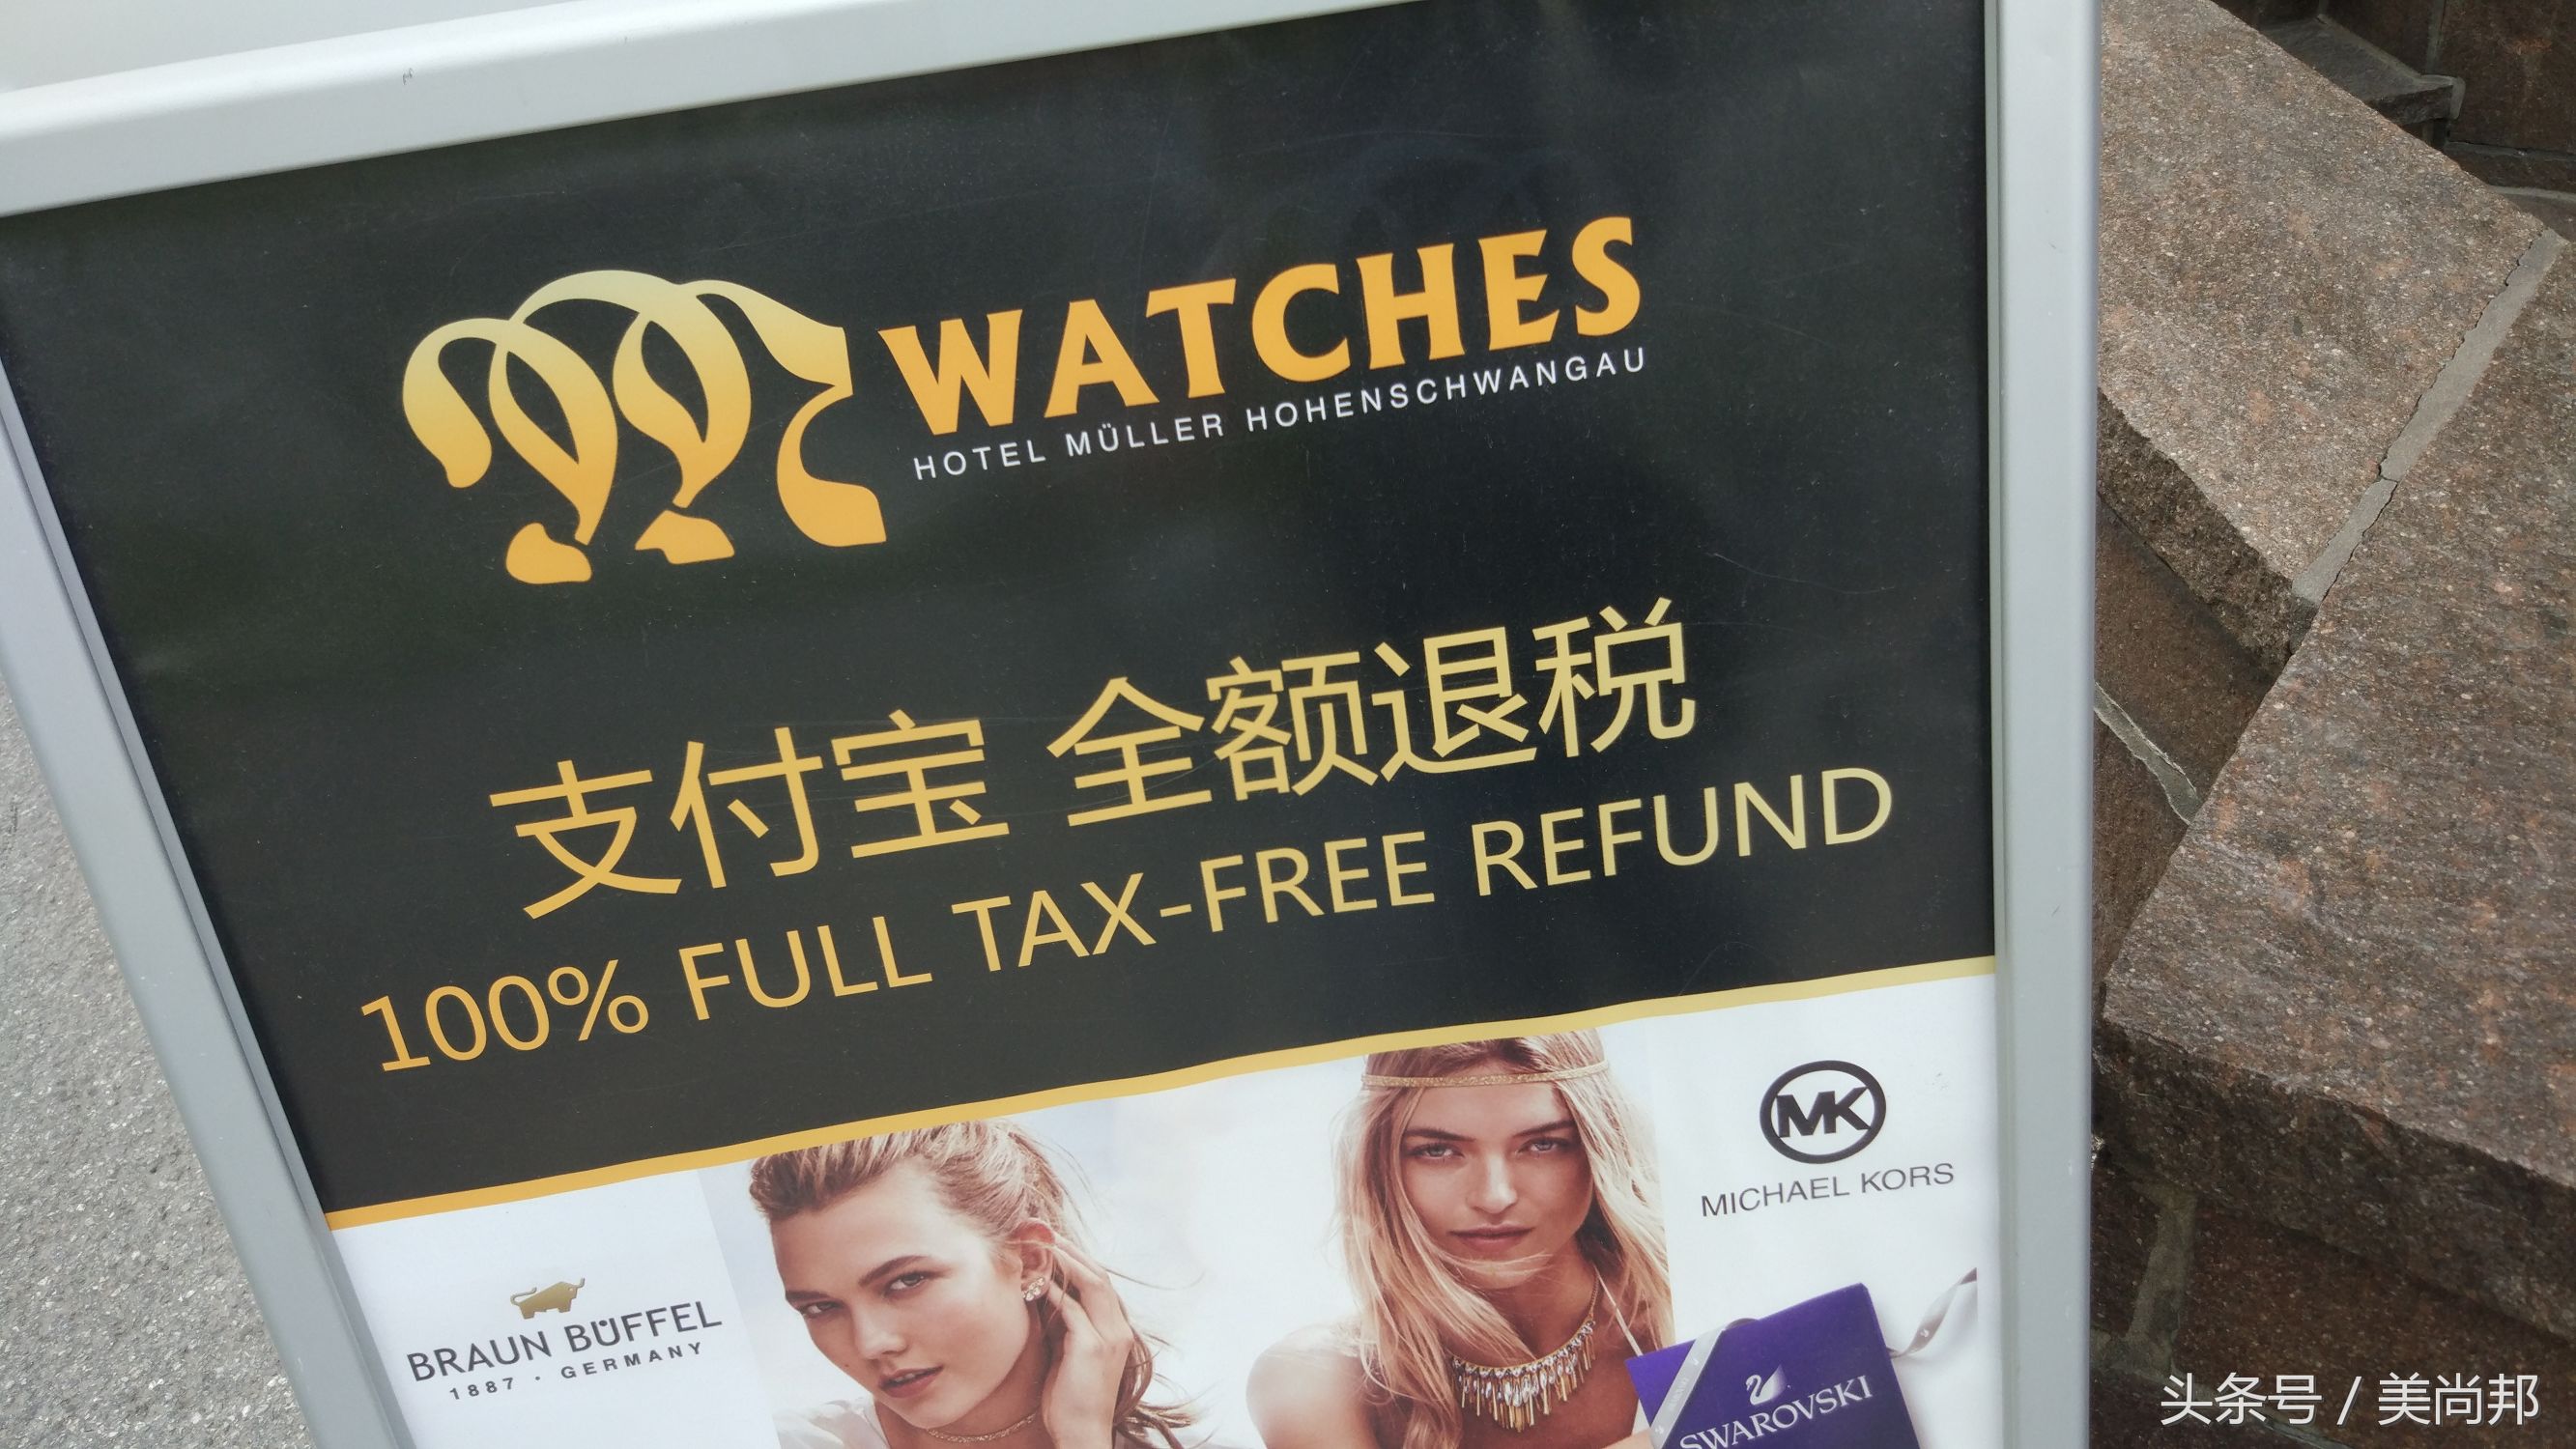 WATCHES
HOTEL MÜLLER HOHENSCHWANGAU
支付宝 全额退税
100% FULL TAX-FREE REFUND
MK
MICHAEL KORS
BRAUN BÜFFEL
1887 · GERMANY
SWAROVSKI
头条号 / 美尚邦